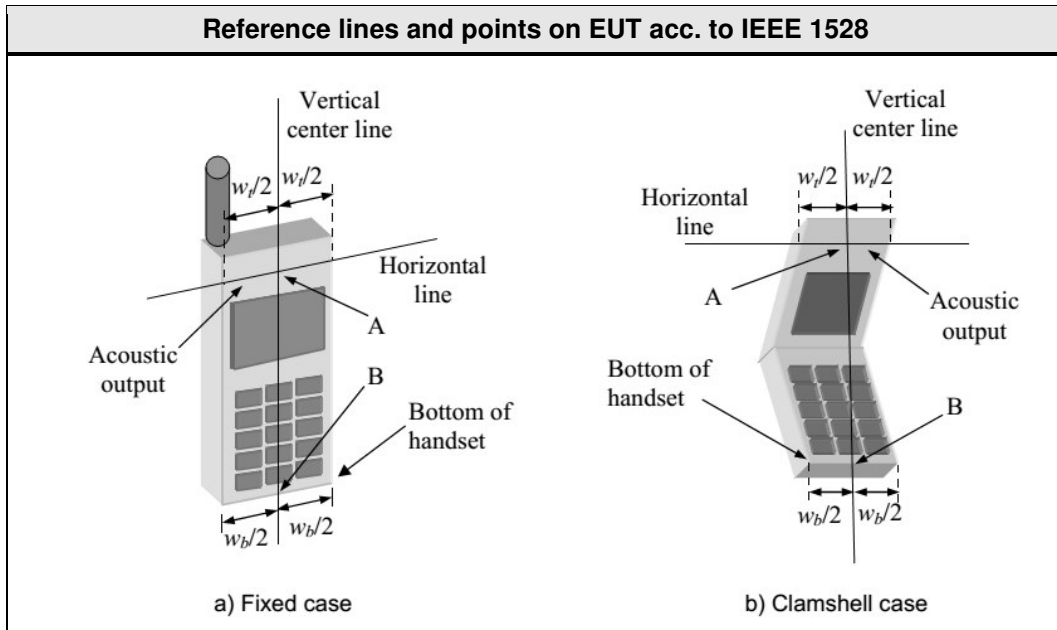 Reference lines and points on EUT acc. to IEEE 1528
Vertical
center line
wt/2 wt/2
Horizontal
line
A
Acoustic
output
B
Bottom of
handset
wb/2 wb/2
a) Fixed case
Vertical
center line
wt/2 wt/2
Horizontal
line
A
Acoustic
output
Bottom of
handset
B
wb/2 wb/2
b) Clamshell case